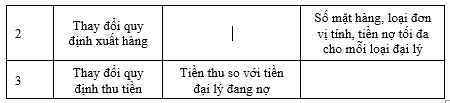 2
Thay đổi quy
định xuất hàng
Số mặt hàng, loại đơn
vị tính, tiền nợ tối đa
cho mỗi loại đại lý
3
Thay đổi quy
định thu tiền
Tiền thu so với tiền
đại lý đang nợ